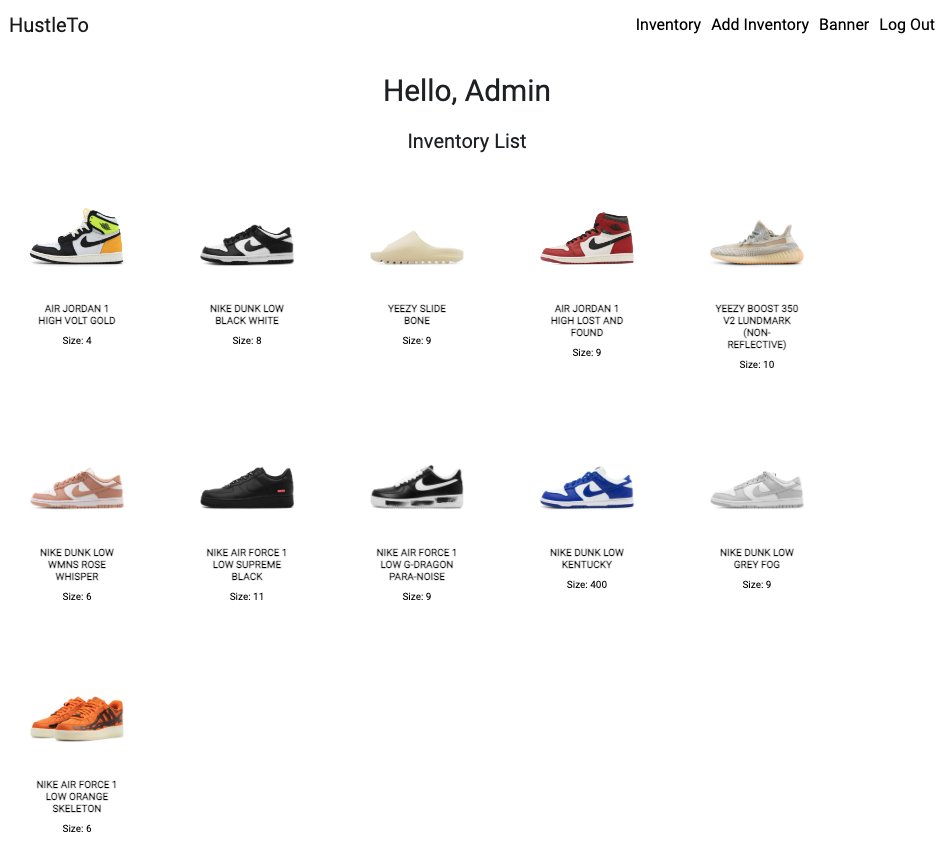 HustleTo
Inventory Add Inventory Banner Log Out
Hello, Admin
Inventory List
AIR JORDAN 1
HIGH VOLT GOLD
Size: 4
NIKE DUNK LOW
BLACK WHITE
Size: 8
YEEZY SLIDE
BONE
Size: 9
AIR JORDAN 1
HIGH LOST AND
FOUND
Size: 9
YEEZY BOOST 350
V2 LUNDMARK
(NON-
REFLECTIVE)
Size: 10
NIKE DUNK LOW
WMNS ROSE
WHISPER
Size: 6
NIKE AIR FORCE 1
LOW SUPREME
BLACK
Size: 11
NIKE AIR FORCE 1
LOW G-DRAGON
PARA-NOISE
Size: 9
NIKE DUNK LOW
KENTUCKY
Size: 400
NIKE DUNK LOW
GREY FOG
Size: 9
NIKE AIR FORCE 1
LOW ORANGE
SKELETON
Size: 6